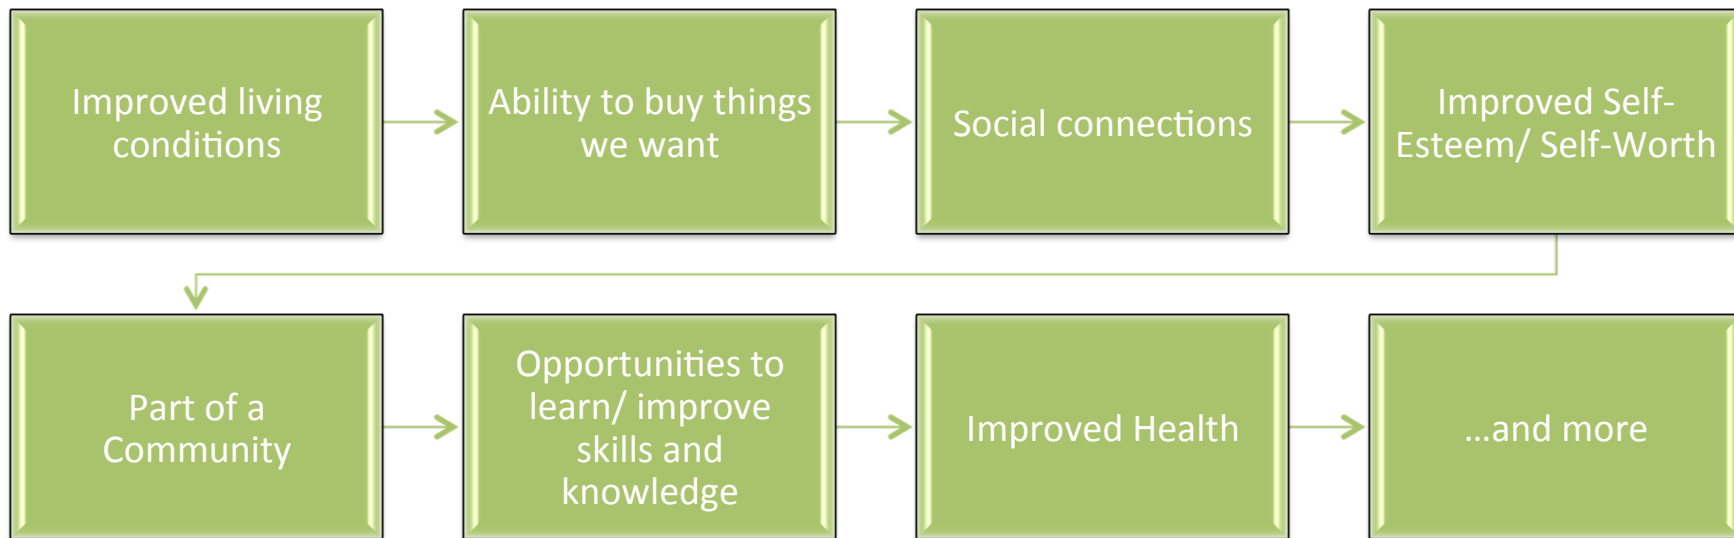 Improved living
conditions
Ability to buy things
we want
Social connections
Improved Self-
Esteem/ Self-Worth
Part of a
Community
Opportunities to
learn/ improve
skills and
knowledge
Improved Health
…and more